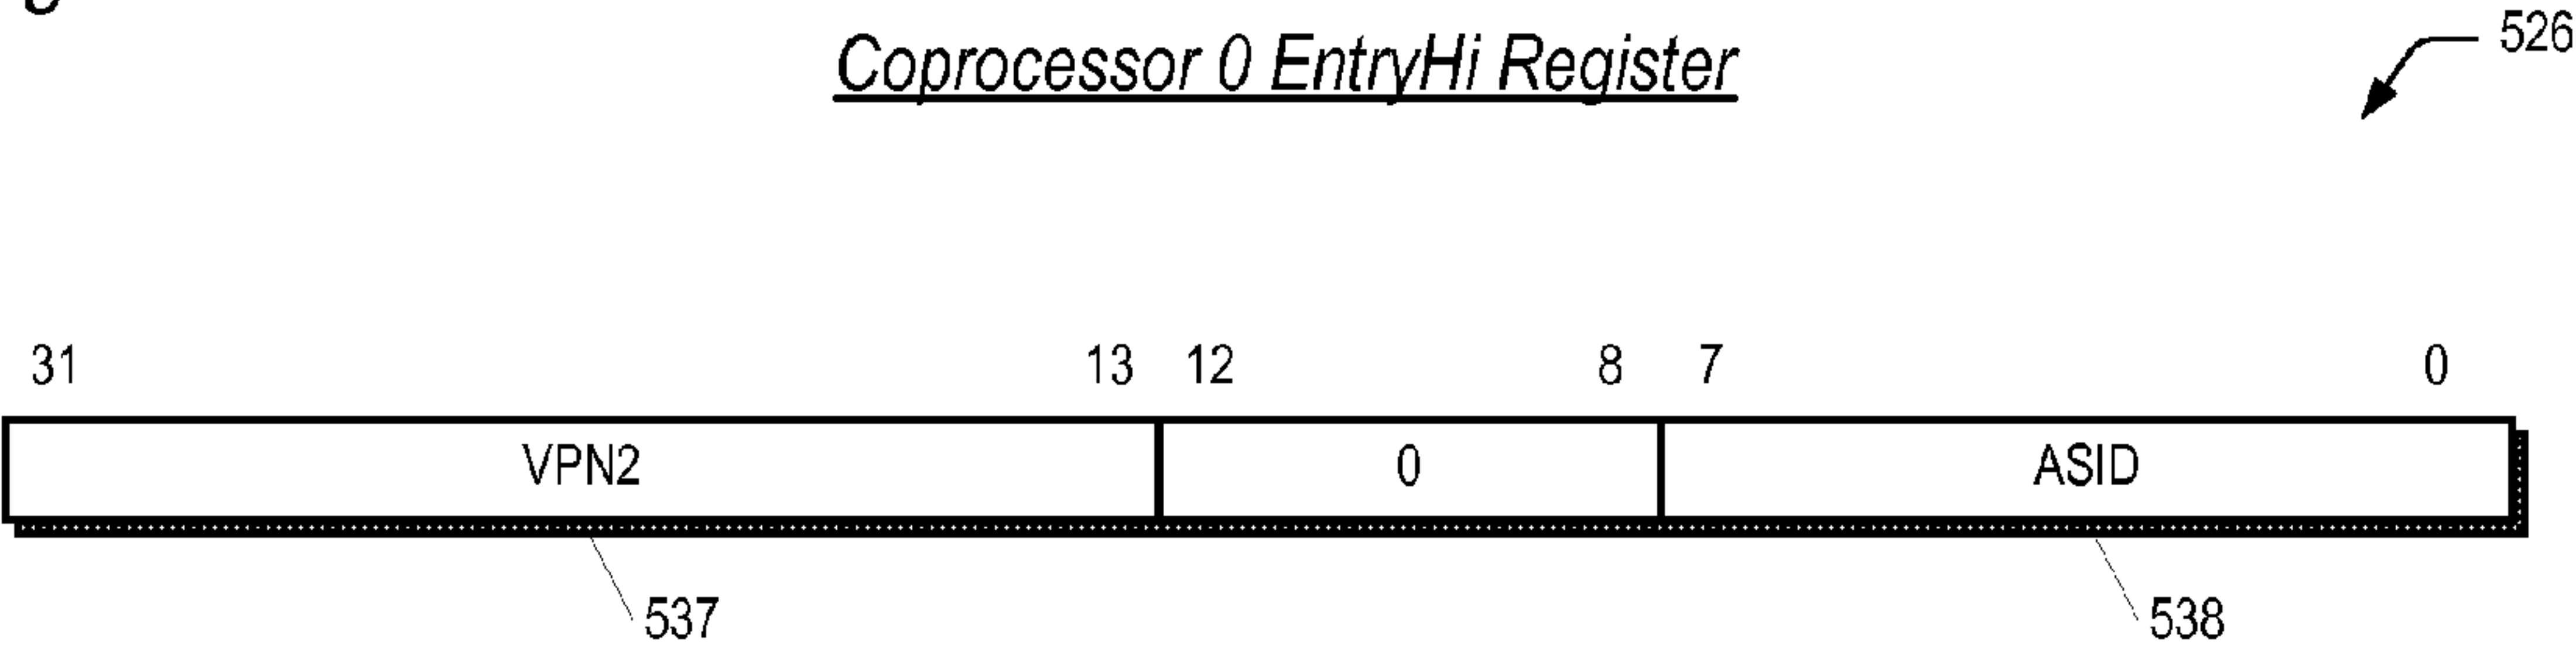 Coprocessor 0 EntryHi Register
526
31 13 12 8 7 0
VPN2 0 ASID
537 538